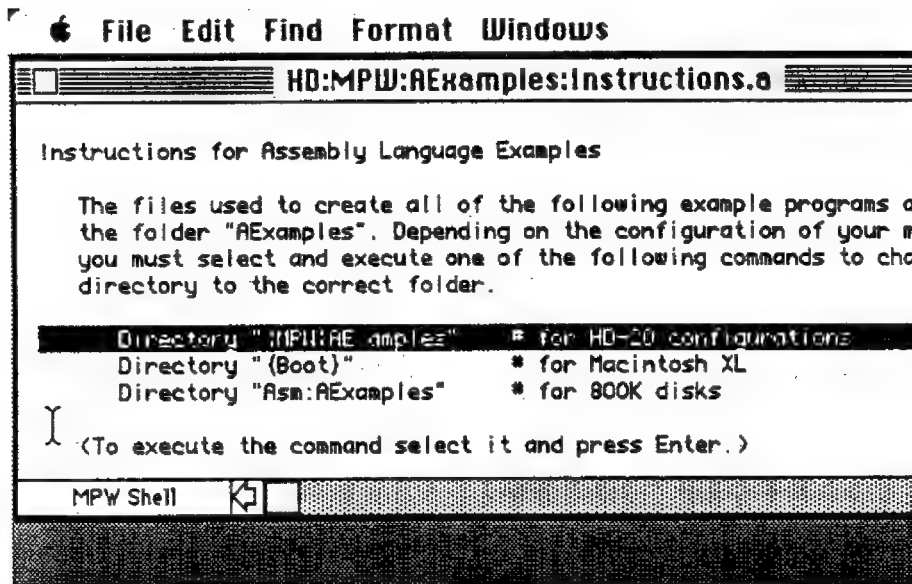 File Edit Find Format Windows
HD:MPW:AExamples:Instructions.a
Instructions for Assembly Language Examples
The files used to create all of the following example programs
the folder "AExamples". Depending on the configuration of your
you must select and execute one of the following commands to
directory to the correct folder.
Directory # for HD-20 configurations
Directory "{Boot}" # for Macintosh XL
Directory "Asm:AExamples" # for 800K disks
(To execute the command select it and press Enter.)
MPW Shell